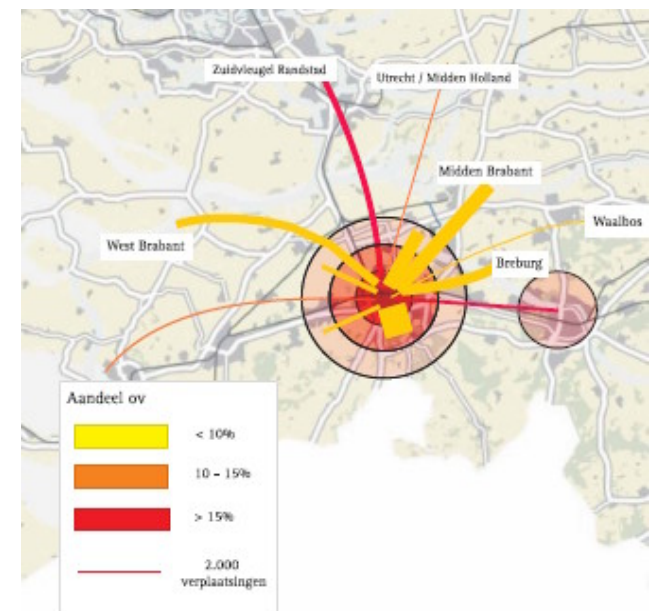 Zuidvleugel Randstad
Utrecht / Midden Holland
Midden Brabant
Waalbos
West Brabant
Breburg
Aandeel ov
< 10%
10 - 15%
> 15%
2.000
verplaatsingen